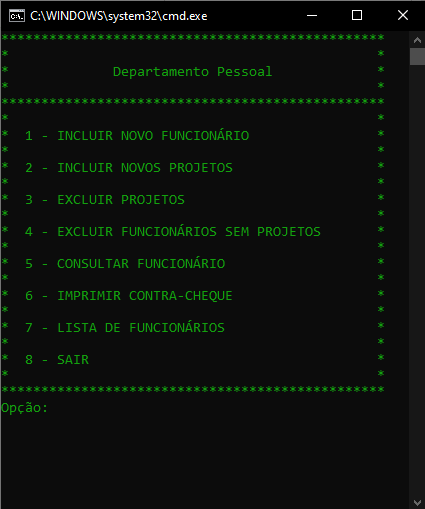 C:\WINDOWS\system32\cmd.exe
************************************************
*                                              *
*             Departamento Pessoal             *
*                                              *
************************************************
*                                              *
*  1 - INCLUIR NOVO FUNCIONÁRIO                *
*                                              *
*  2 - INCLUIR NOVOS PROJETOS                  *
*                                              *
*  3 - EXCLUIR PROJETOS                        *
*                                              *
*  4 - EXCLUIR FUNCIONÁRIOS SEM PROJETOS       *
*                                              *
*  5 - CONSULTAR FUNCIONÁRIO                   *
*                                              *
*  6 - IMPRIMIR CONTRA-CHEQUE                  *
*                                              *
*  7 - LISTA DE FUNCIONÁRIOS                   *
*                                              *
*  8 - SAIR                                    *
*                                              *
************************************************
Opção: